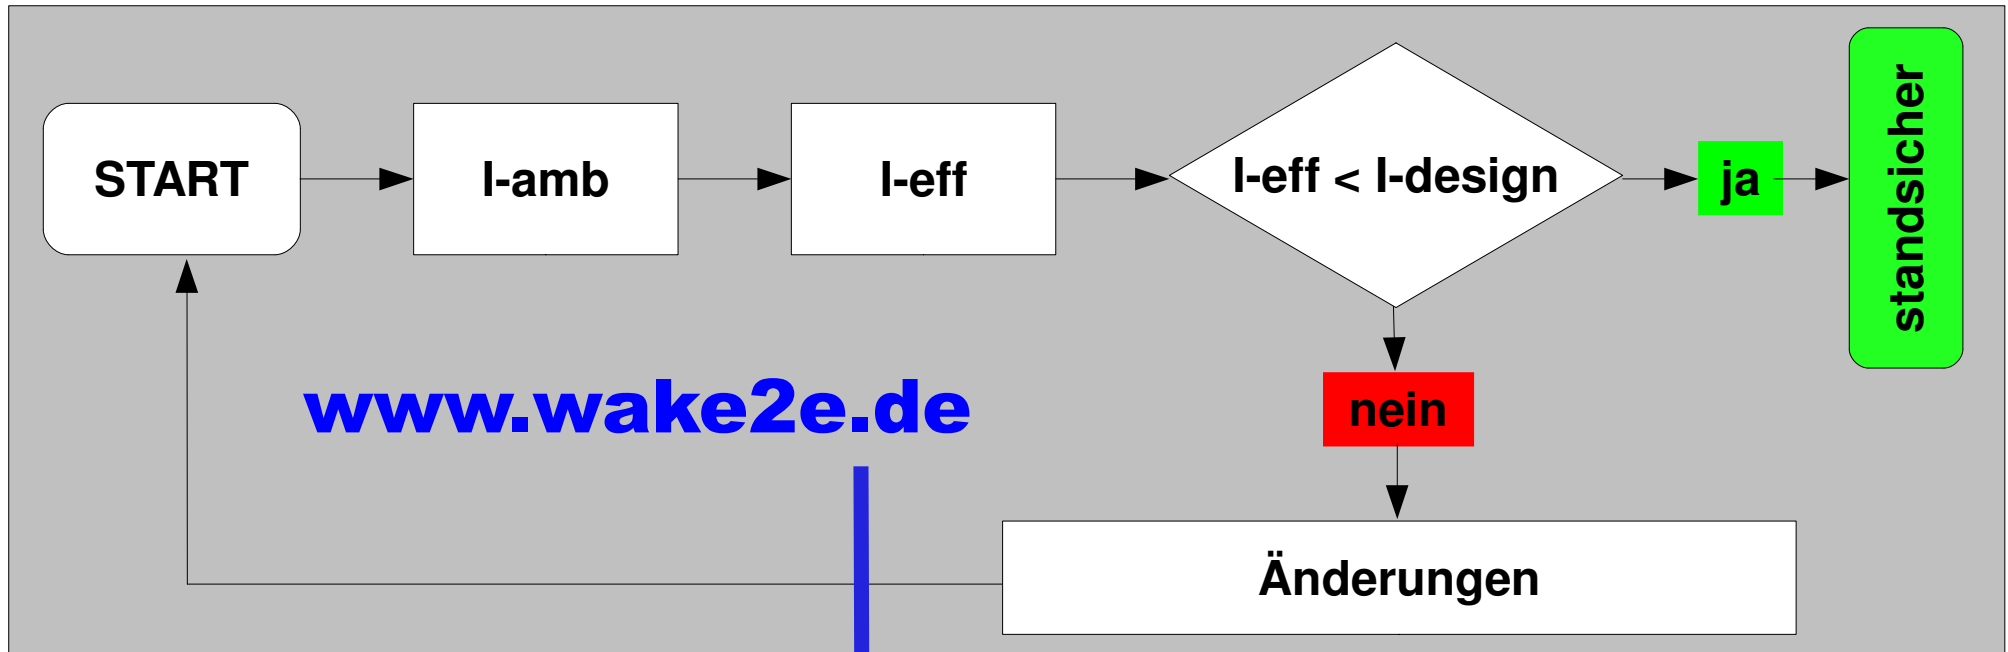 START
I-amb
I-eff
I-eff < I-design
ja
standsicher
www.wake2e.de
nein
Änderungen